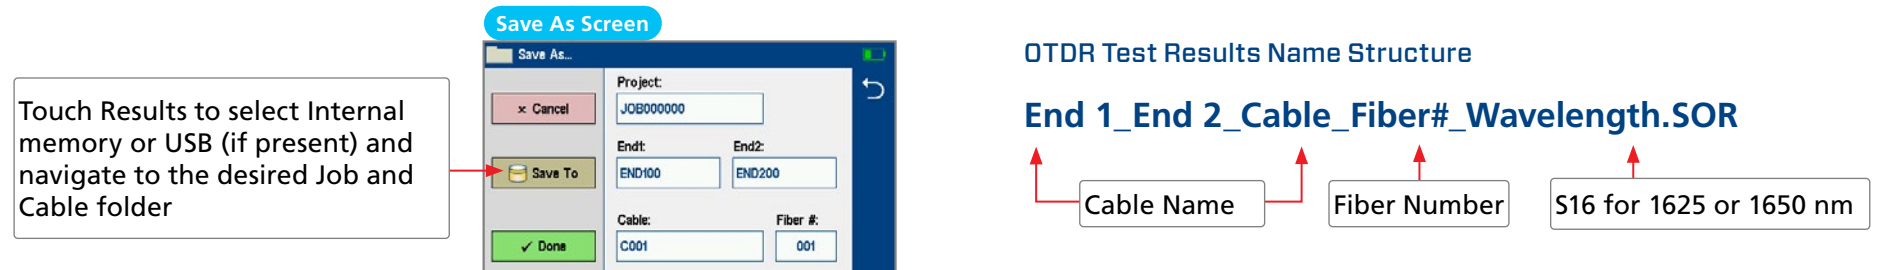 Save As Screen
Touch Results to select Internal
memory or USB (if present) and
navigate to the desired Job and
Cable folder
Save As...
Project:
× Cancel
JOB000000
End1: End2:
Save To
END100 END200
Cable: Fiber #:
✓ Done
C001 001
OTDR Test Results Name Structure
End 1_End 2_Cable_Fiber#_Wavelength.SOR
Cable Name
Fiber Number
S16 for 1625 or 1650 nm